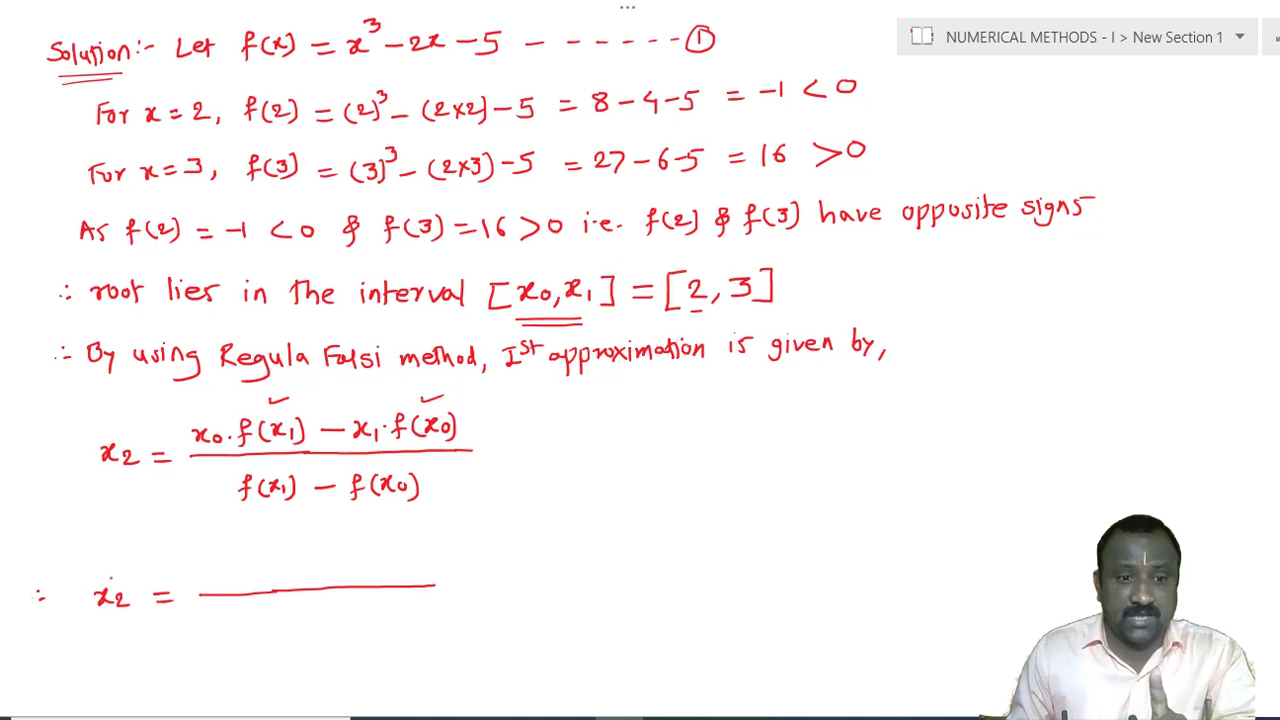 NUMERICAL METHODS - I > New Section 1
Solution:- Let f(x) = x³ - 2x - 5 - - - - - - - ①
For x = 2, f(2) = (2)³ - (2×2) - 5 = 8 - 4 - 5 = -1 < 0
For x = 3, f(3) = (3)³ - (2×3) - 5 = 27 - 6 - 5 = 16 > 0
As f(2) = -1 < 0 & f(3) = 16 > 0 i.e. f(2) & f(3) have opposite signs
∴ root lies in the interval [x₀, x₁] = [2, 3]
∴ By using Regula Falsi method, Iˢᵗ approximation is given by,
x₂ = x₀·f(x₁) - x₁·f(x₀)
f(x₁) - f(x₀)
∴ x₂ =